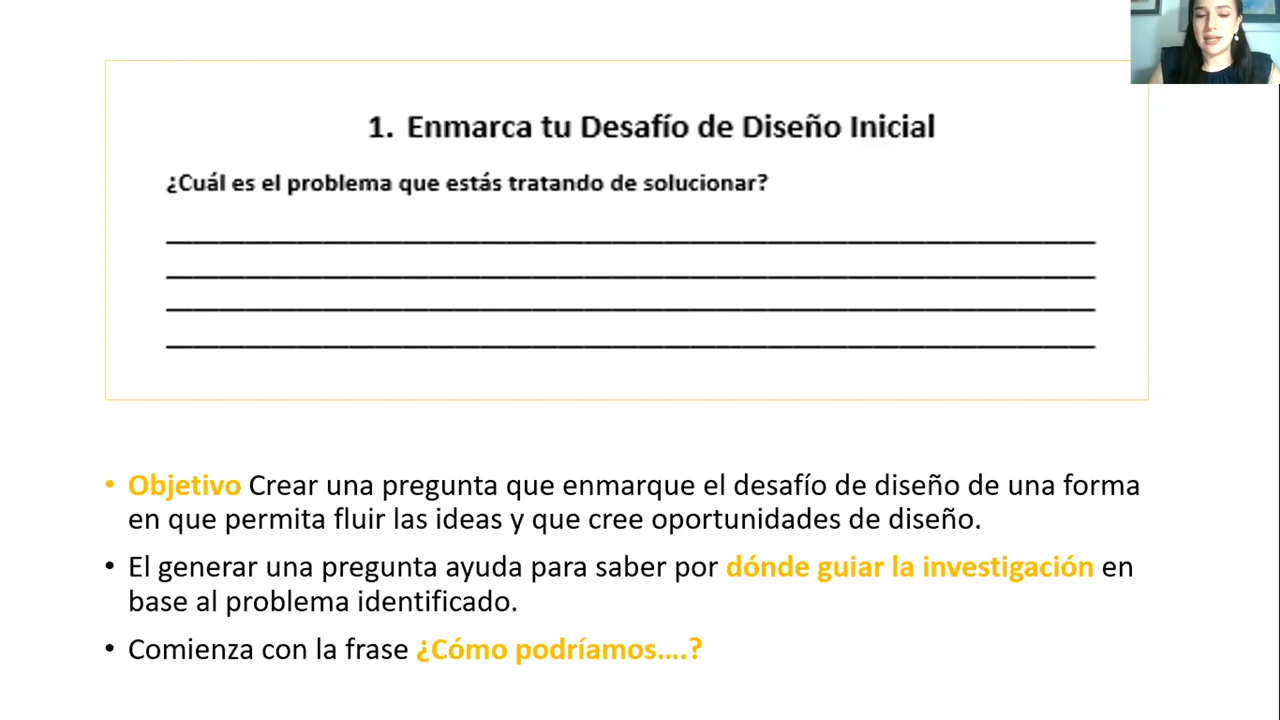 1. Enmarca tu Desafío de Diseño Inicial
¿Cuál es el problema que estás tratando de solucionar?
• Objetivo Crear una pregunta que enmarque el desafío de diseño de una forma
en que permita fluir las ideas y que cree oportunidades de diseño.
• El generar una pregunta ayuda para saber por dónde guiar la investigación en
base al problema identificado.
• Comienza con la frase ¿Cómo podríamos....?